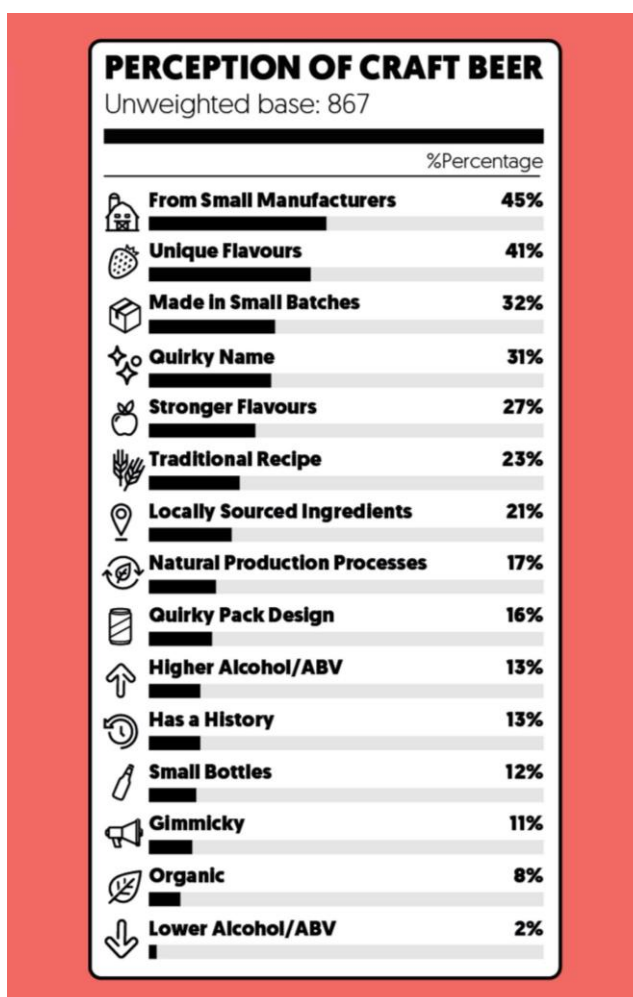 PERCEPTION OF CRAFT BEER
Unweighted base: 867
%Percentage
From Small Manufacturers 45%
Unique Flavours 41%
Made in Small Batches 32%
Quirky Name 31%
Stronger Flavours 27%
Traditional Recipe 23%
Locally Sourced Ingredients 21%
Natural Production Processes 17%
Quirky Pack Design 16%
Higher Alcohol/ABV 13%
Has a History 13%
Small Bottles 12%
Gimmicky 11%
Organic 8%
Lower Alcohol/ABV 2%